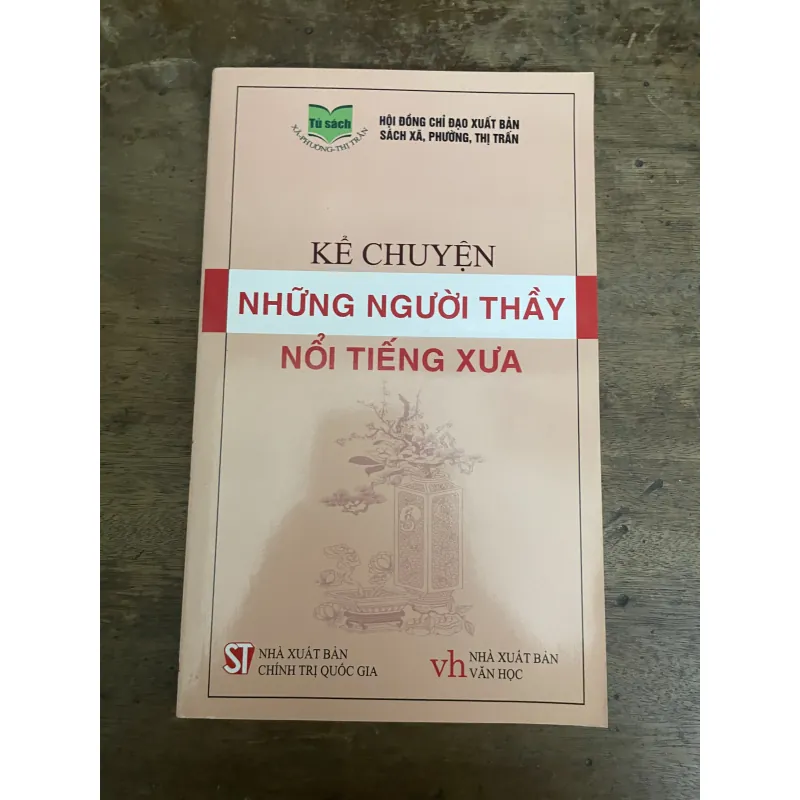 Tủ sách
XÃ-PHƯỜNG-THỊ TRẤN
HỘI ĐỒNG CHỈ ĐẠO XUẤT BẢN
SÁCH XÃ, PHƯỜNG, THỊ TRẤN
KỂ CHUYỆN
NHỮNG NGƯỜI THẦY
NỔI TIẾNG XƯA
ST NHÀ XUẤT BẢN
CHÍNH TRỊ QUỐC GIA
vh NHÀ XUẤT BẢN
VĂN HỌC